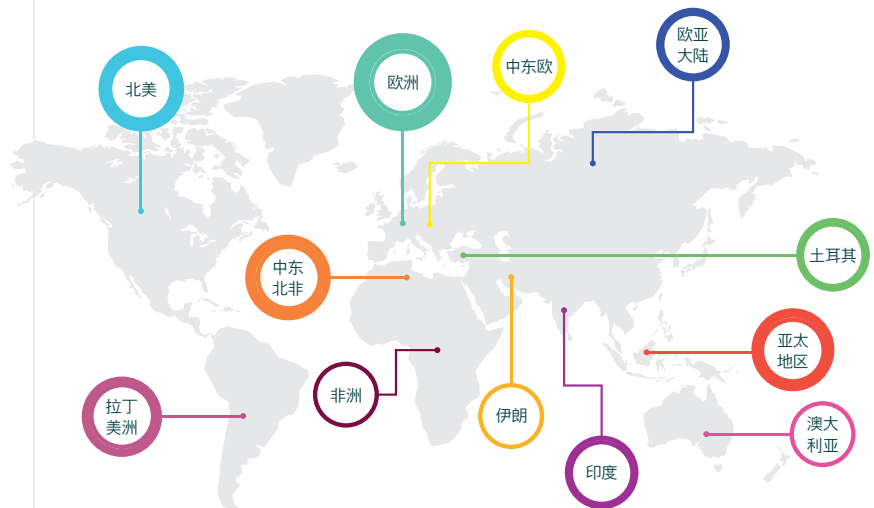 北美
欧洲
中东欧
欧亚
大陆
土耳其
中东
北非
亚太
地区
非洲
伊朗
拉丁
美洲
澳大
利亚
印度